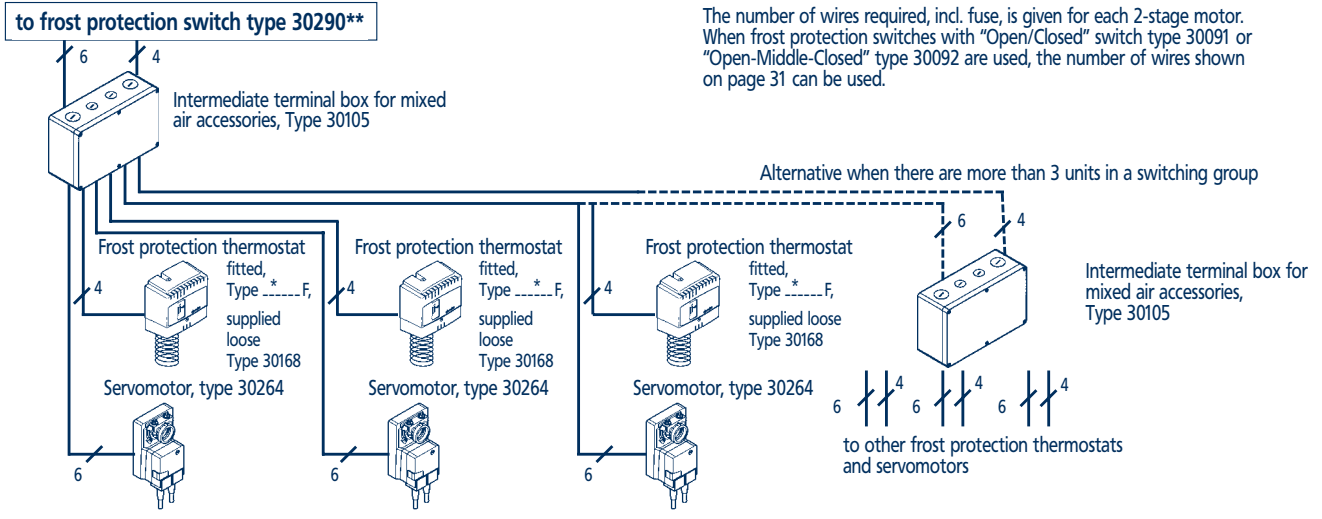 to frost protection switch type 30290**
The number of wires required, incl. fuse, is given for each 2-stage motor.
When frost protection switches with “Open/Closed” switch type 30091 or
“Open-Middle-Closed” type 30092 are used, the number of wires shown
on page 31 can be used.
6
4
Intermediate terminal box for mixed
air accessories, Type 30105
Alternative when there are more than 3 units in a switching group
6
4
Frost protection thermostat
fitted,
Type _*_____F,
supplied
loose
Type 30168
4
Frost protection thermostat
fitted,
Type __*___F,
supplied
loose
Type 30168
4
Frost protection thermostat
fitted,
Type _*_____F,
supplied loose
Type 30168
4
Intermediate terminal box for
mixed air accessories,
Type 30105
Servomotor, type 30264
6
Servomotor, type 30264
6
Servomotor, type 30264
6
6
4
6
4
6
4
to other frost protection thermostats
and servomotors